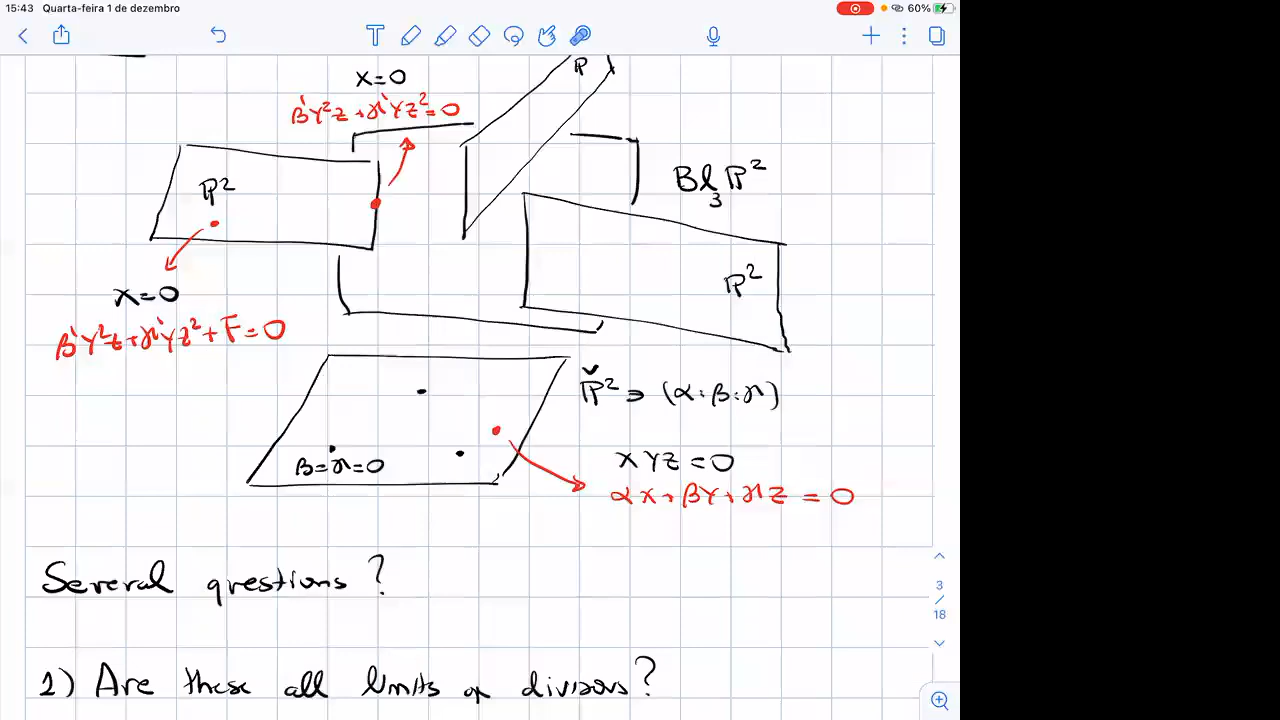 15:43 Quarta-feira 1 de dezembro
60%
X=0
β'Y²Z+γ'YZ²=0
P
P²
Bl₃P²
P²
X=0
β'Y²Z+γ'YZ²+F=0
P̌²∋(α:β:γ)
β=γ=0
XYZ=0
αX+βY+γZ=0
Several questions?
1) Are these all limits of divisors?
3
/
18